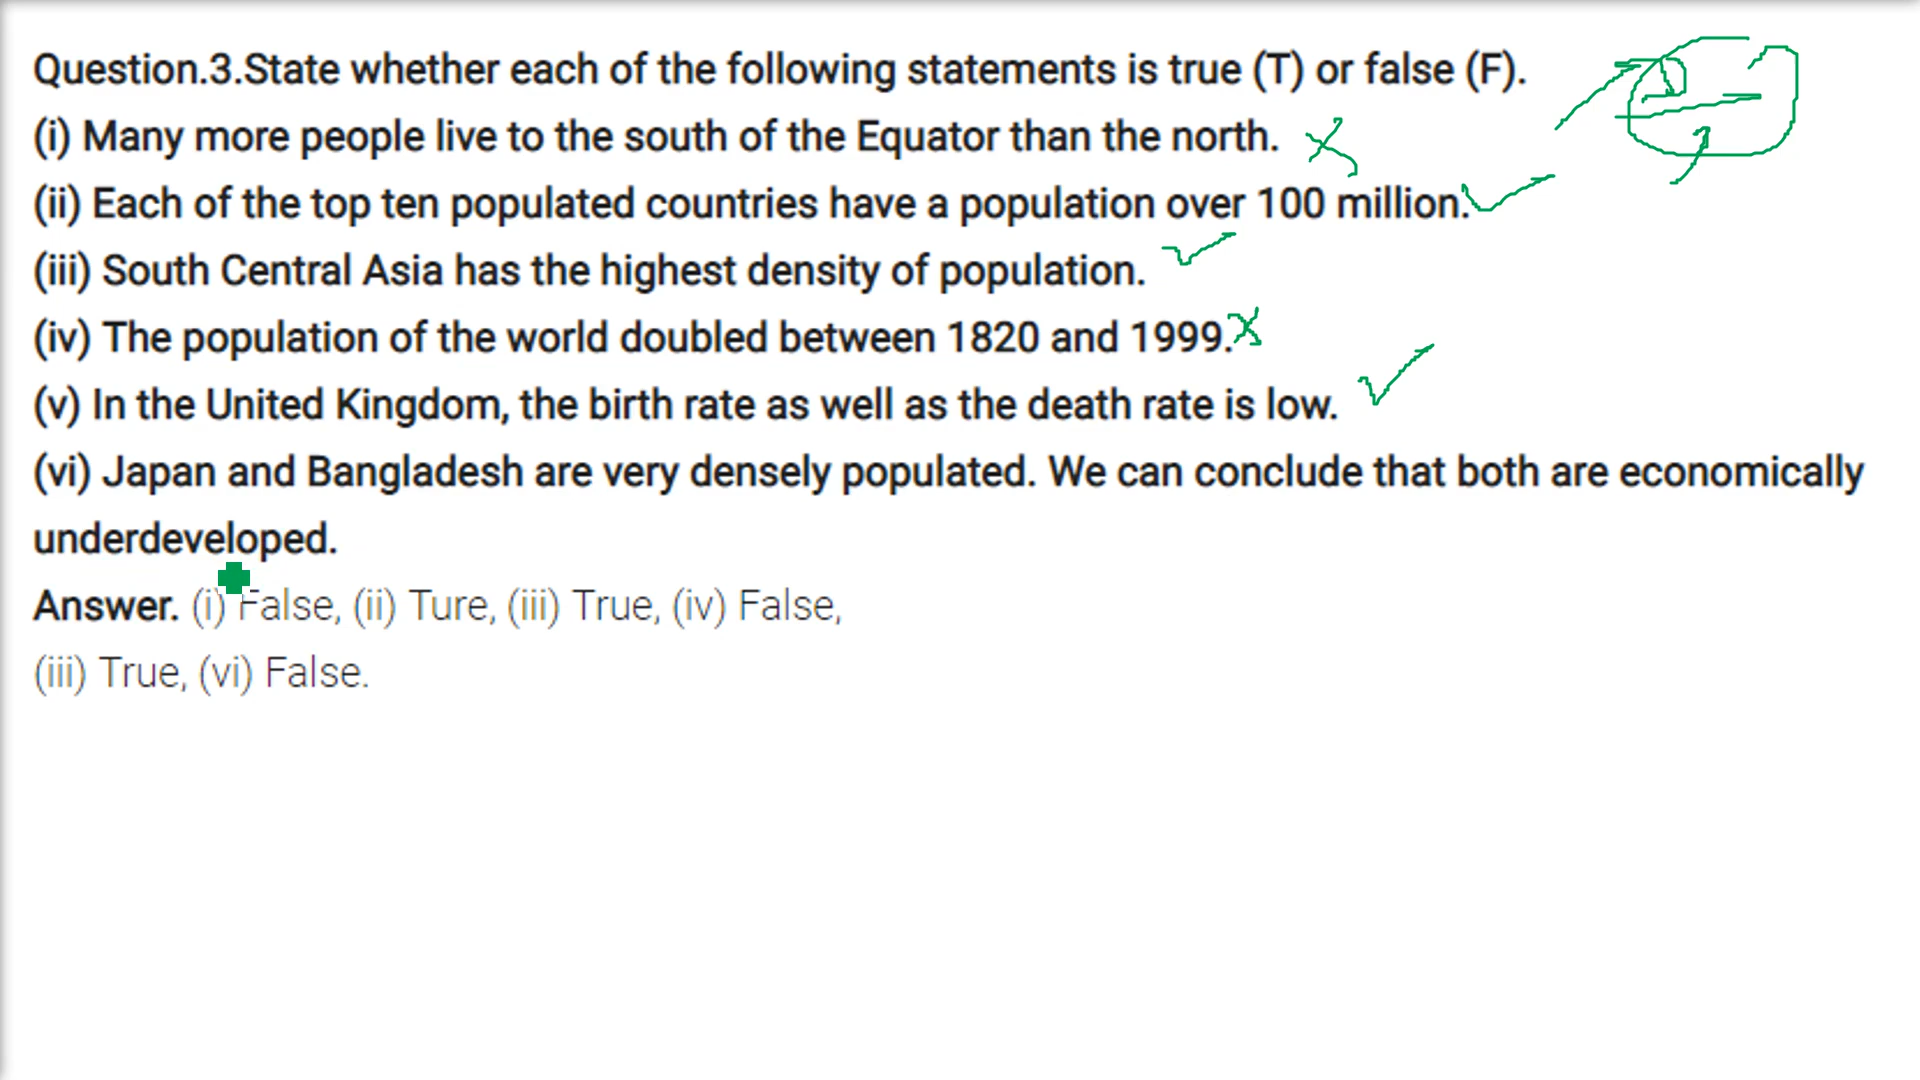 Question.3.State whether each of the following statements is true (T) or false (F).
(i) Many more people live to the south of the Equator than the north.
(ii) Each of the top ten populated countries have a population over 100 million.
(iii) South Central Asia has the highest density of population.
(iv) The population of the world doubled between 1820 and 1999.
(v) In the United Kingdom, the birth rate as well as the death rate is low.
(vi) Japan and Bangladesh are very densely populated. We can conclude that both are economically
underdeveloped.
Answer. (i) False, (ii) Ture, (iii) True, (iv) False,
(iii) True, (vi) False.